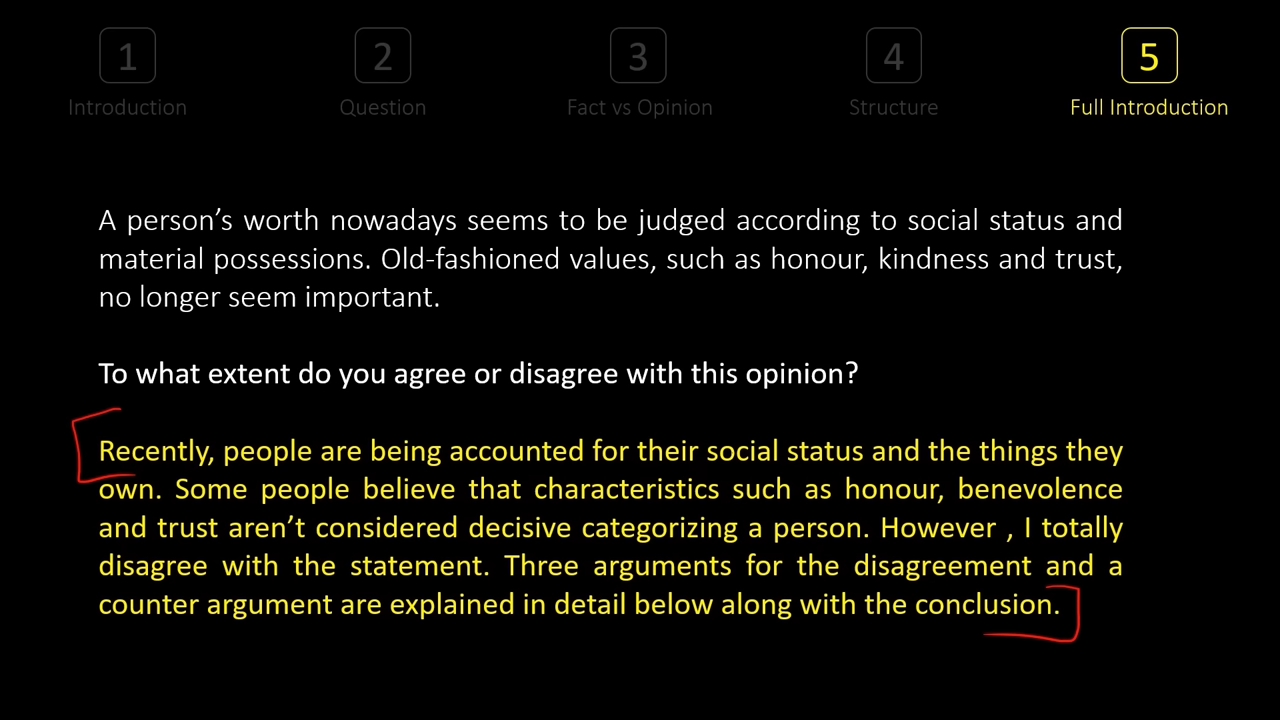 1
Introduction
2
Question
3
Fact vs Opinion
4
Structure
5
Full Introduction
A person’s worth nowadays seems to be judged according to social status and
material possessions. Old-fashioned values, such as honour, kindness and trust,
no longer seem important.
To what extent do you agree or disagree with this opinion?
Recently, people are being accounted for their social status and the things they
own. Some people believe that characteristics such as honour, benevolence
and trust aren’t considered decisive categorizing a person. However , I totally
disagree with the statement. Three arguments for the disagreement and a
counter argument are explained in detail below along with the conclusion.